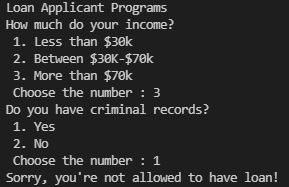 Loan Applicant Programs
How much do your income?
1. Less than $30k
2. Between $30K-$70k
3. More than $70k
Choose the number : 3
Do you have criminal records?
1. Yes
2. No
Choose the number : 1
Sorry, you're not allowed to have loan!